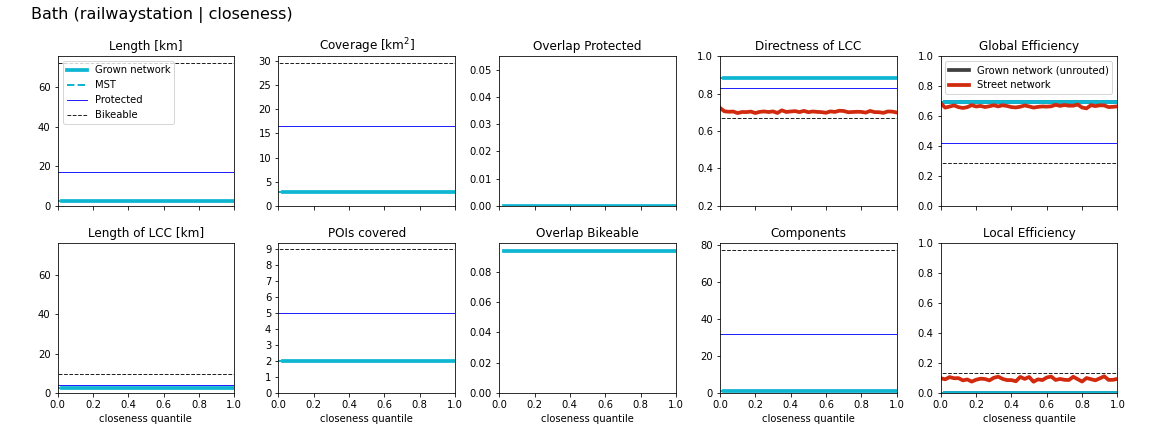 Bath (railwaystation | closeness)
Length [km]
60
40
20
0
Grown network
MST
Protected
Bikeable
Coverage [km²]
30
25
20
15
10
5
0
Overlap Protected
0.05
0.04
0.03
0.02
0.01
0.00
Directness of LCC
1.0
0.8
0.6
0.4
0.2
Global Efficiency
1.0
0.8
0.6
0.4
0.2
0.0
Grown network (unrouted)
Street network
Length of LCC [km]
60
40
20
0
0.0 0.2 0.4 0.6 0.8 1.0
closeness quantile
POIs covered
9
8
7
6
5
4
3
2
1
0
0.0 0.2 0.4 0.6 0.8 1.0
closeness quantile
Overlap Bikeable
0.08
0.06
0.04
0.02
0.00
0.0 0.2 0.4 0.6 0.8 1.0
closeness quantile
Components
80
60
40
20
0
0.0 0.2 0.4 0.6 0.8 1.0
closeness quantile
Local Efficiency
1.0
0.8
0.6
0.4
0.2
0.0
0.0 0.2 0.4 0.6 0.8 1.0
closeness quantile